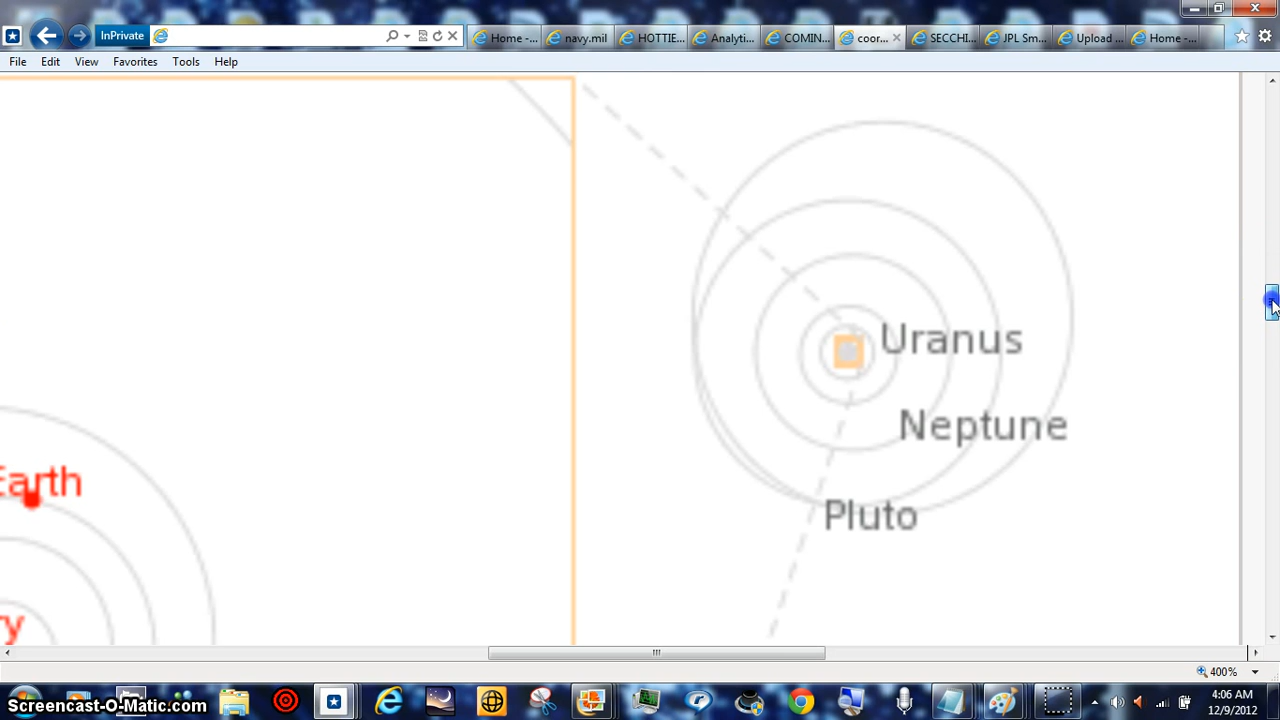 InPrivate
Home -...
navy.mil
HOTTIE...
Analyti...
COMIN...
coor...
SECCHI...
JPL Sm...
Upload ...
Home -...
File Edit View Favorites Tools Help
Uranus
Neptune
Earth
Pluto
ry
400%
Screencast-O-Matic.com
4:06 AM
12/9/2012